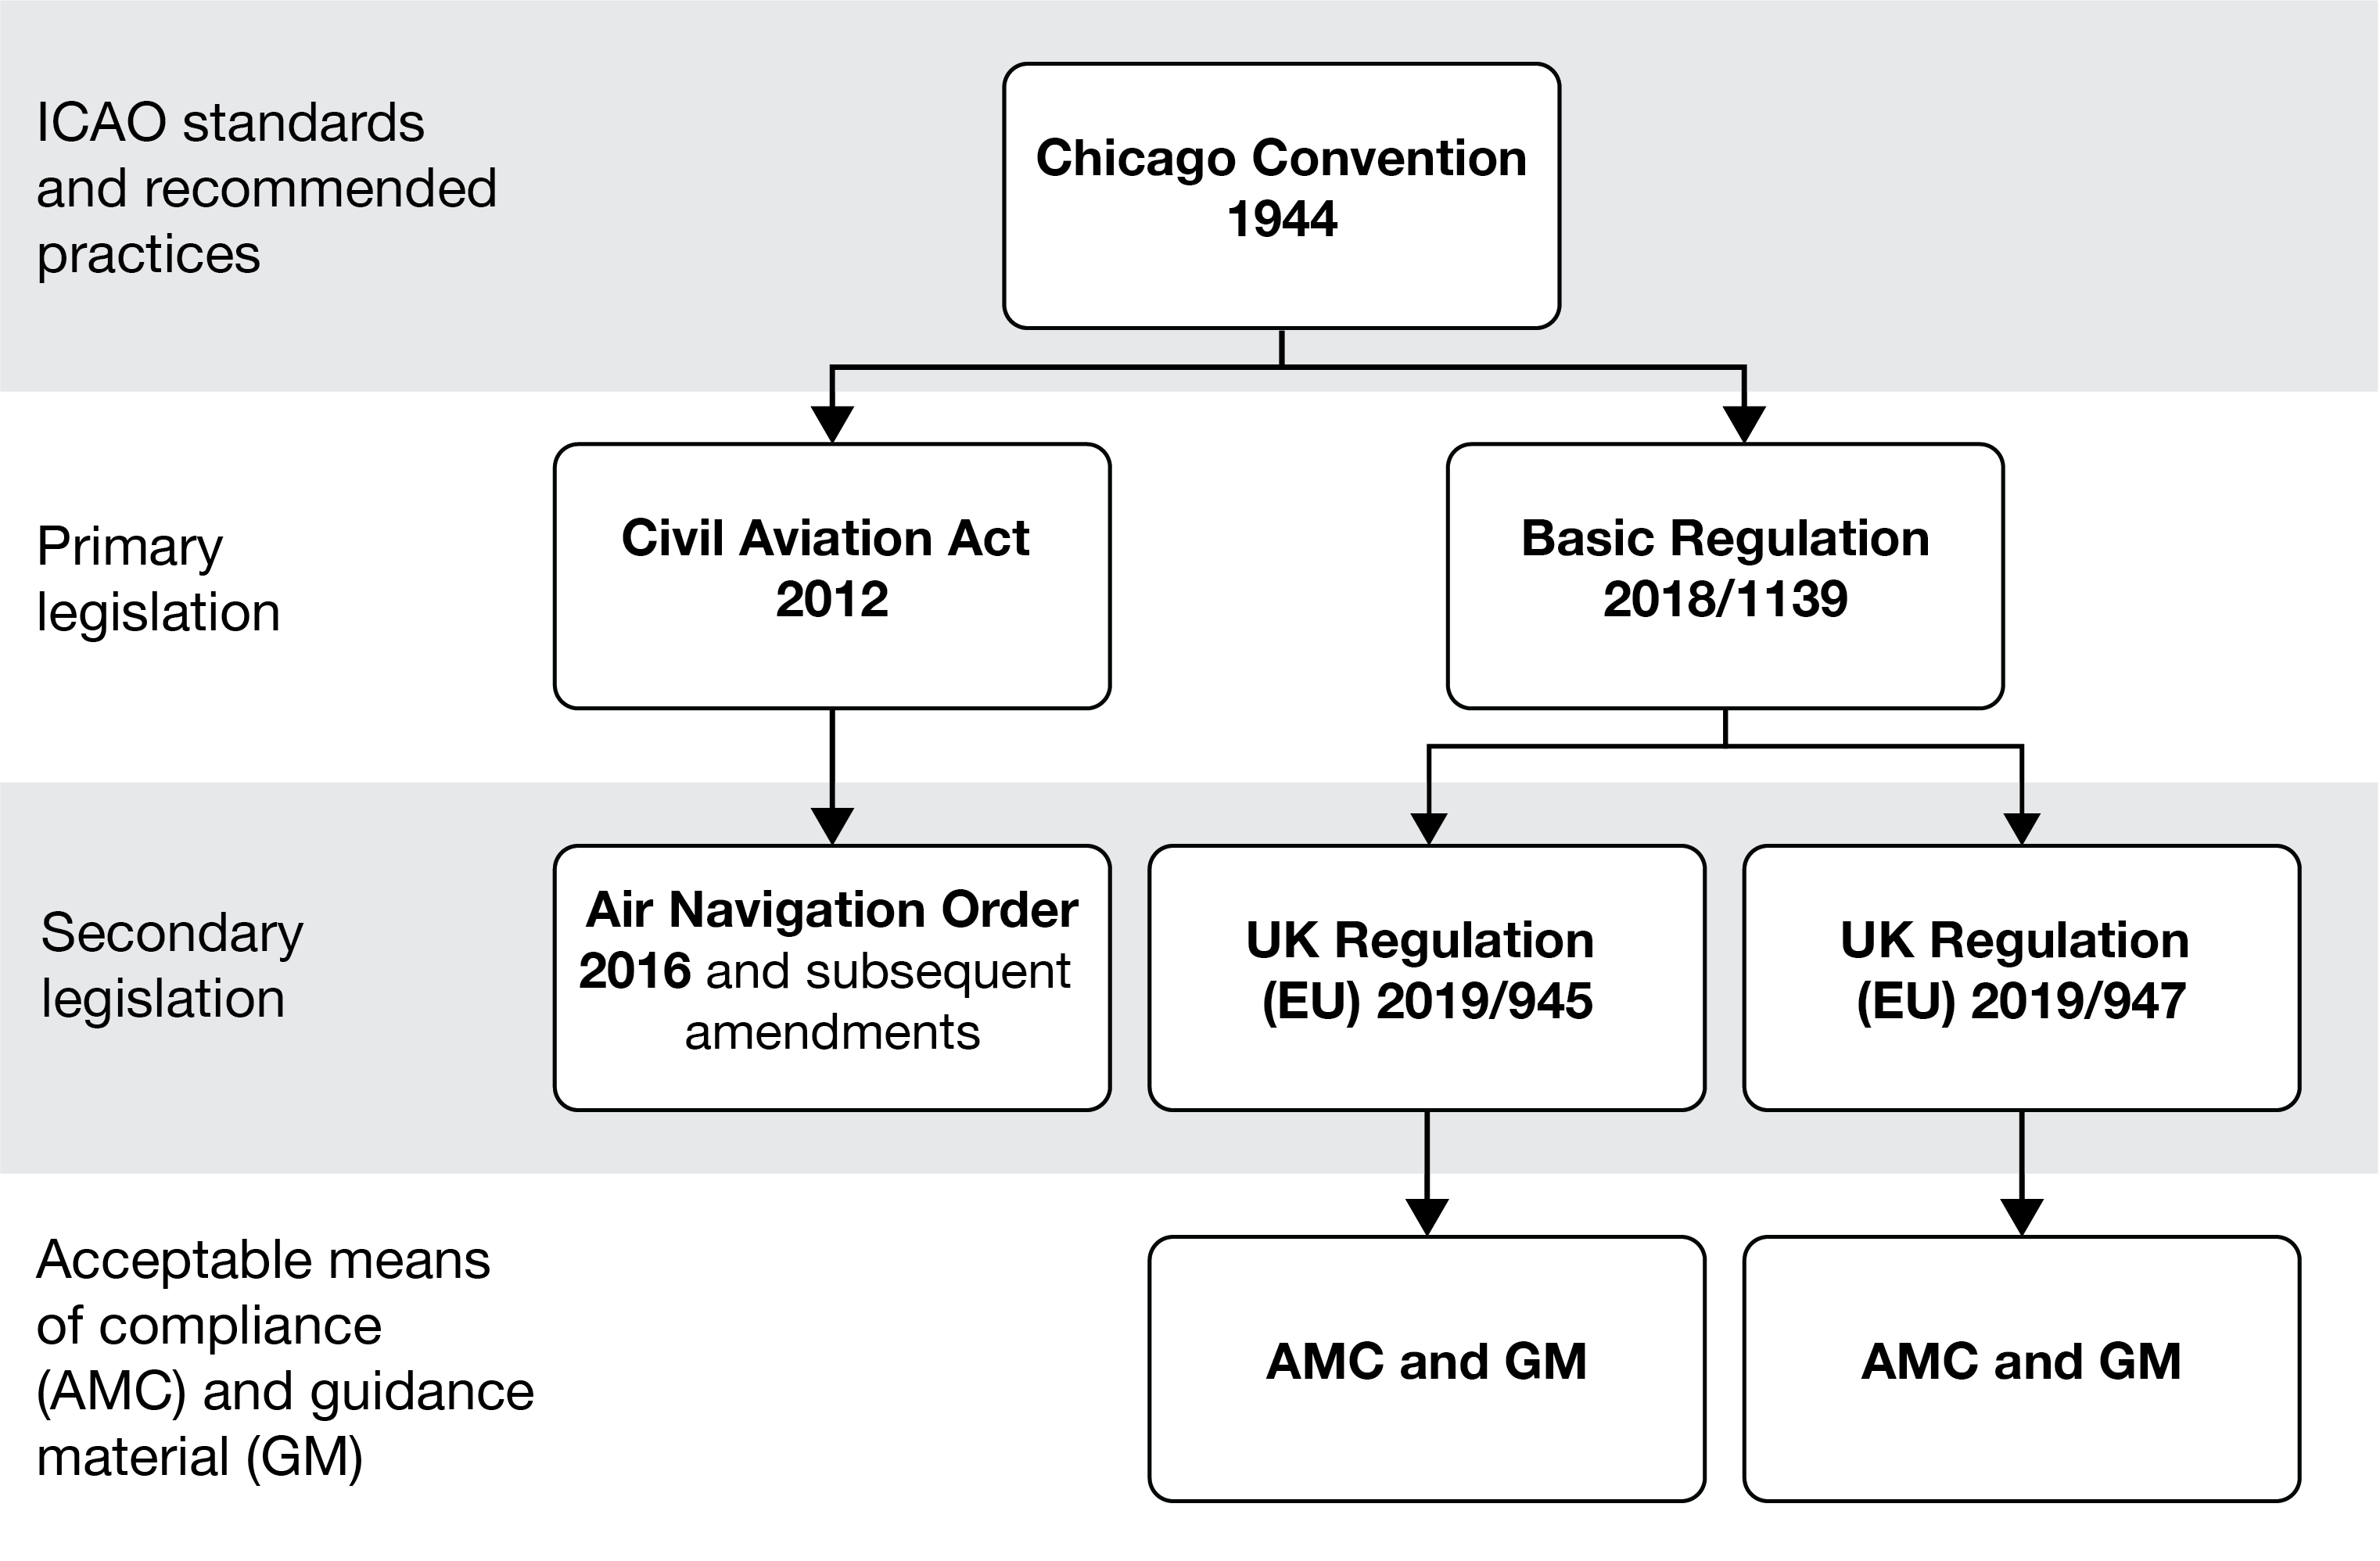 ICAO standards
and recommended
practices
Chicago Convention
1944
Primary
legislation
Civil Aviation Act
2012
Basic Regulation
2018/1139
Secondary
legislation
Air Navigation Order
2016 and subsequent
amendments
UK Regulation
(EU) 2019/945
UK Regulation
(EU) 2019/947
Acceptable means
of compliance
(AMC) and guidance
material (GM)
AMC and GM
AMC and GM